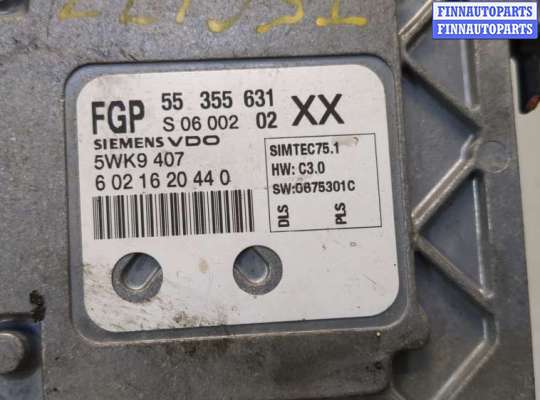 FINNAUTOPARTS
FINNAUTOPARTS
FINNAUTOPARTS
FGP 55 355 631 XX
S 06 002 02
SIEMENS VDO
5WK9 407
6 02 16 20 44 0
SIMTEC75.1
HW: C3.0
SW:0675301C
DLS
PLS